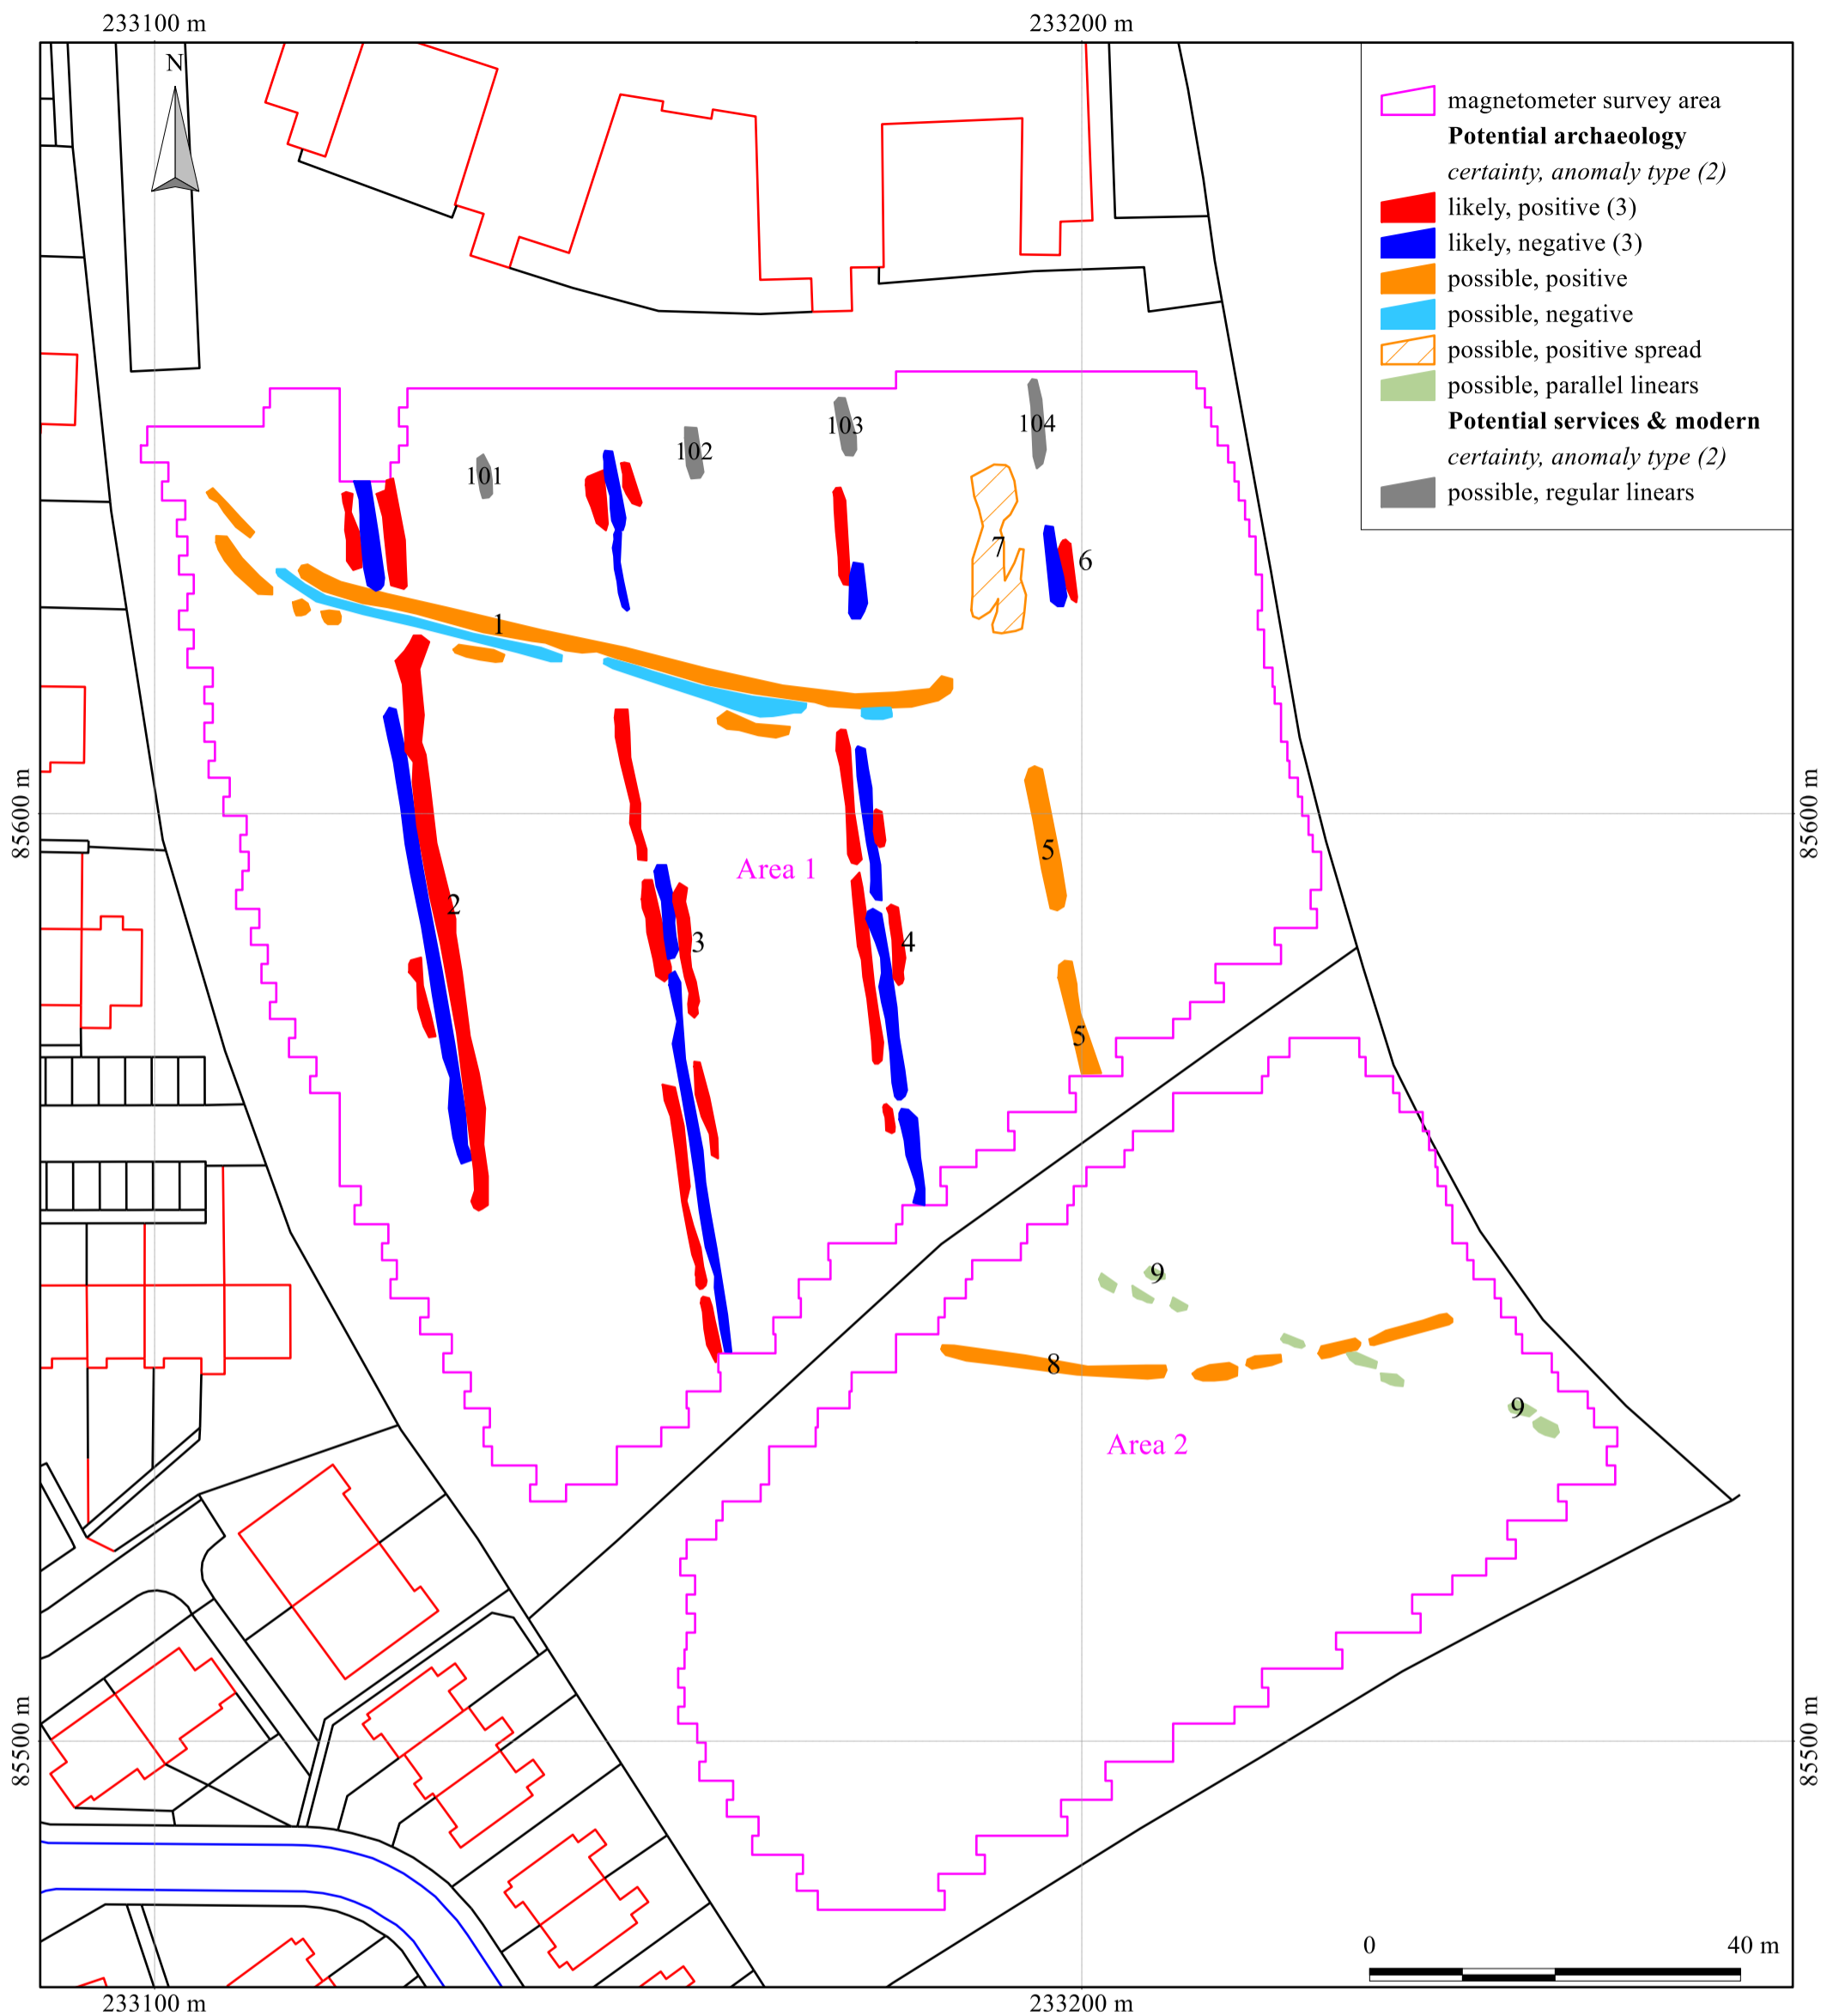 233100 m
233200 m
N
magnetometer survey area
Potential archaeology
certainty, anomaly type (2)
likely, positive (3)
likely, negative (3)
possible, positive
possible, negative
possible, positive spread
possible, parallel linears
Potential services & modern
certainty, anomaly type (2)
possible, regular linears
101
102
103
104
7
6
1
85600 m
85600 m
Area 1
5
2
3
4
5
9
8
9
Area 2
85500 m
85500 m
0
40 m
233100 m
233200 m